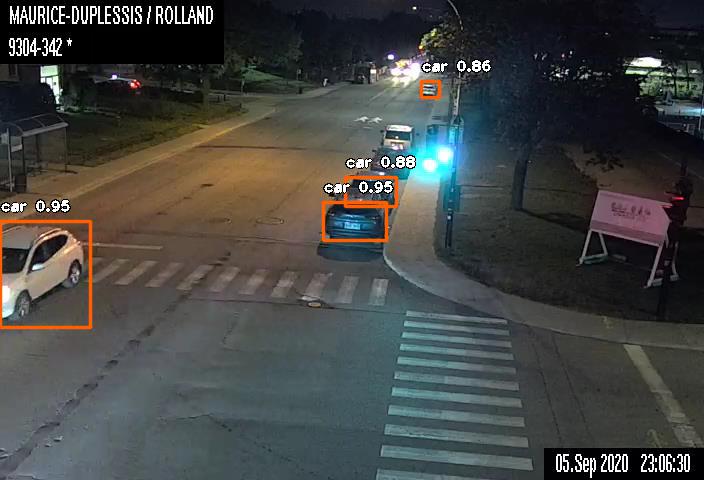 MAURICE-DUPLESSIS / ROLLAND
9304-342 *
car 0.86
car 0.88
car 0.95
car 0.95
05.Sep 2020 23:06:30